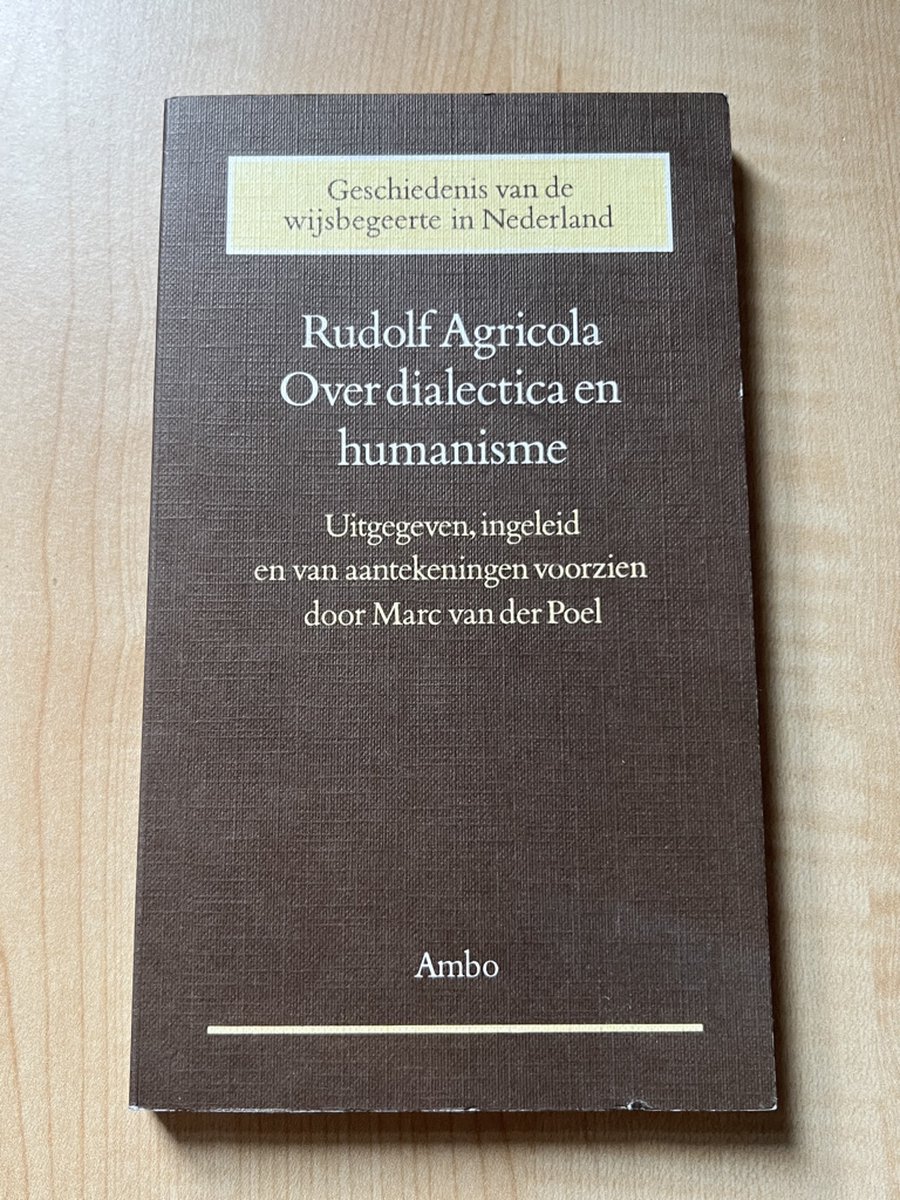 Geschiedenis van de
wijsbegeerte in Nederland
Rudolf Agricola
Over dialectica en
humanisme
Uitgegeven, ingeleid
en van aantekeningen voorzien
door Marc van der Poel
Ambo